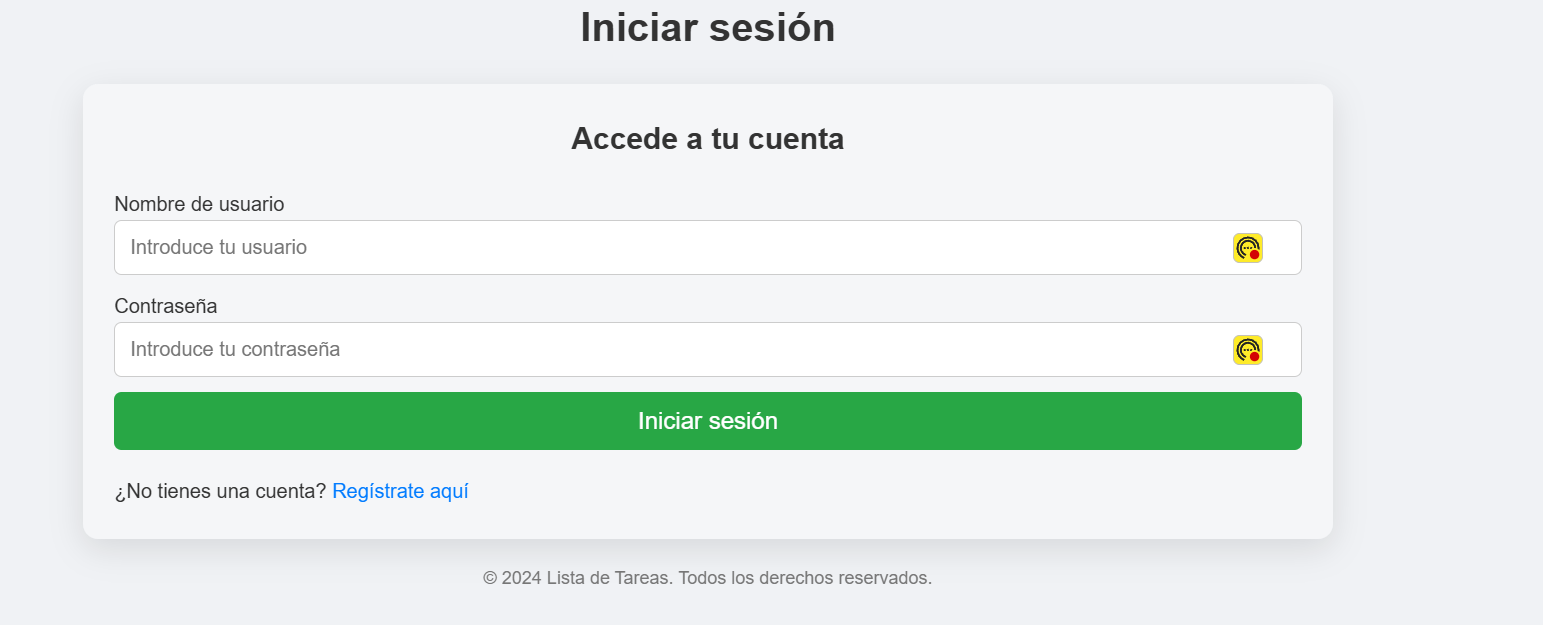 Iniciar sesión
Accede a tu cuenta
Nombre de usuario
Introduce tu usuario
Contraseña
Introduce tu contraseña
Iniciar sesión
¿No tienes una cuenta? Regístrate aquí
© 2024 Lista de Tareas. Todos los derechos reservados.